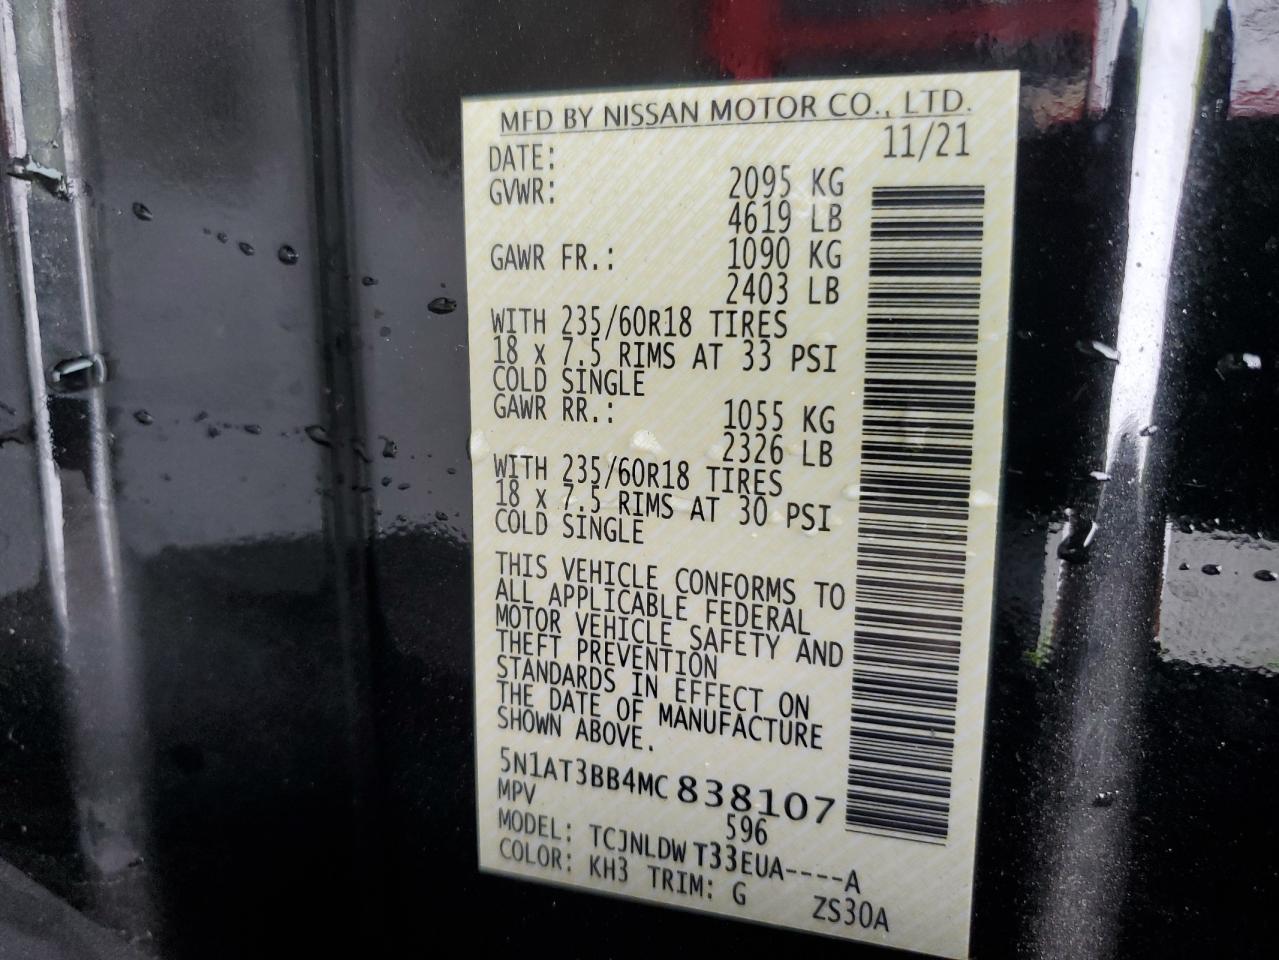 MFD BY NISSAN MOTOR CO., LTD.
DATE: 11/21
GVWR: 2095 KG
4619 LB
GAWR FR.: 1090 KG
2403 LB
WITH 235/60R18 TIRES
18 x 7.5 RIMS AT 33 PSI
COLD SINGLE
GAWR RR.: 1055 KG
2326 LB
WITH 235/60R18 TIRES
18 x 7.5 RIMS AT 30 PSI
COLD SINGLE
THIS VEHICLE CONFORMS TO
ALL APPLICABLE FEDERAL
MOTOR VEHICLE SAFETY AND
THEFT PREVENTION
STANDARDS IN EFFECT ON
THE DATE OF MANUFACTURE
SHOWN ABOVE.
5N1AT3BB4MC838107
MPV 596
MODEL: TCJNLDW T33EUA----A
COLOR: KH3 TRIM: G ZS30A